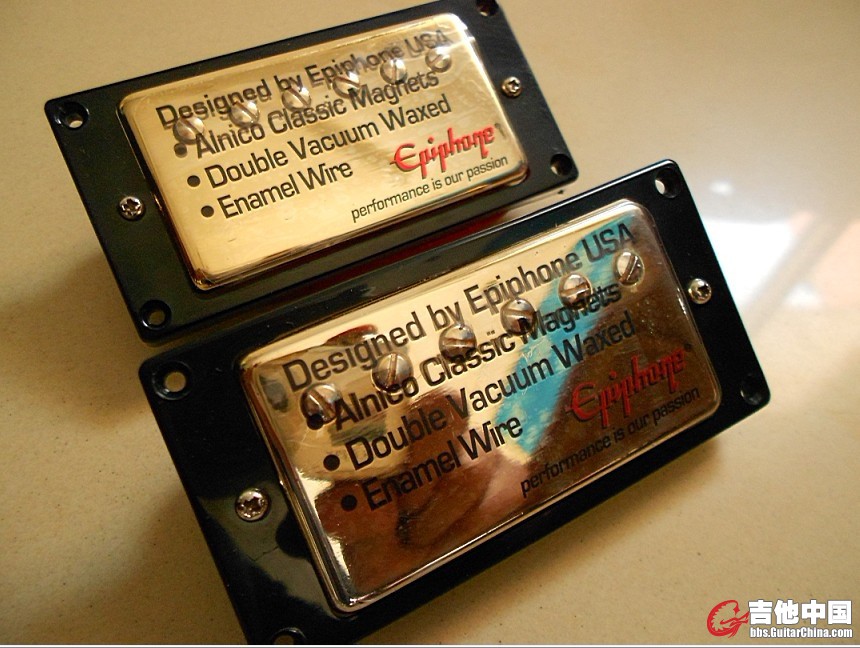 Designed by Epiphone USA
• Alnico Classic Magnets
• Double Vacuum Waxed
• Enamel Wire
Epiphone
performance is our passion
Designed by Epiphone USA
• Alnico Classic Magnets
• Double Vacuum Waxed
• Enamel Wire
Epiphone
performance is our passion
吉他中国
bbs.GuitarChina.com